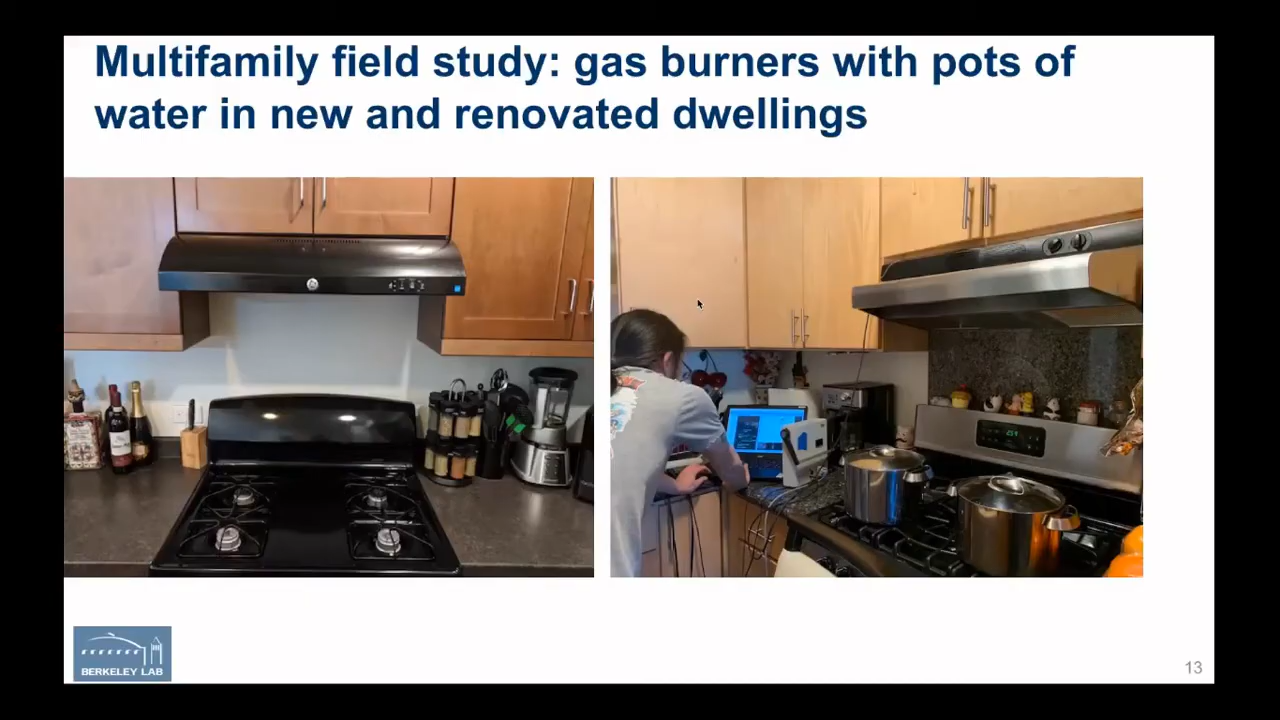 Multifamily field study: gas burners with pots of
water in new and renovated dwellings
BERKELEY LAB
13